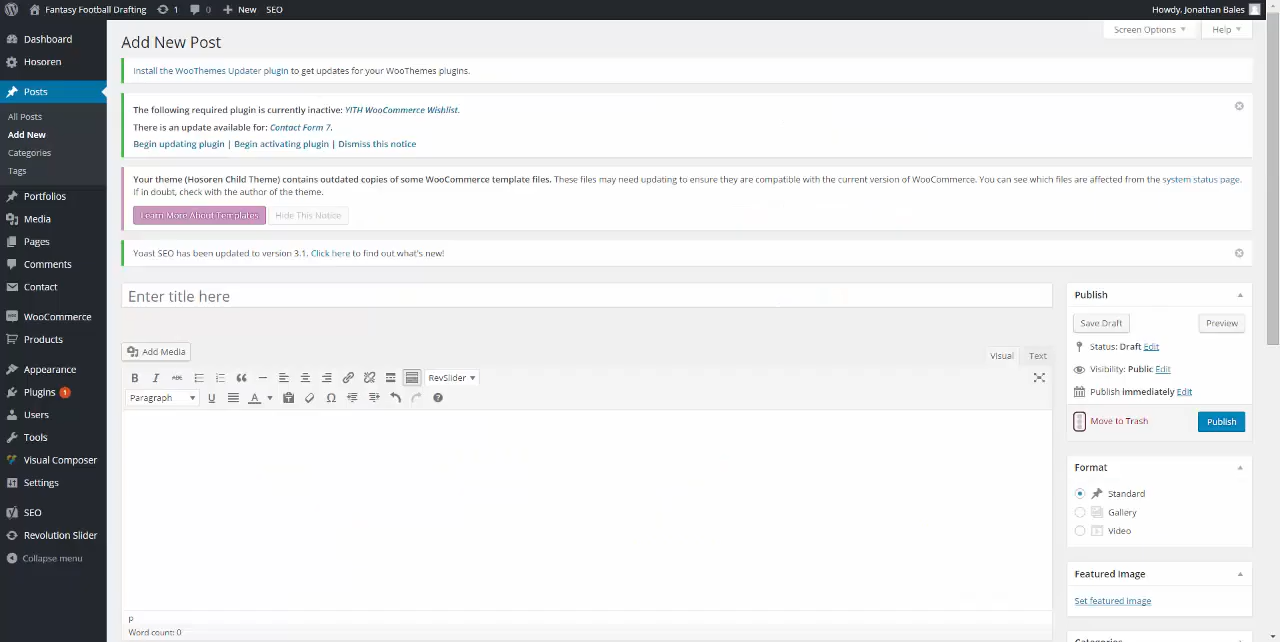 Fantasy Football Drafting 1 0 New SEO Howdy, Jonathan Bales
Dashboard
Hosoren
Posts
All Posts
Add New
Categories
Tags
Portfolios
Media
Pages
Comments
Contact
WooCommerce
Products
Appearance
Plugins 1
Users
Tools
Visual Composer
Settings
SEO
Revolution Slider
Collapse menu
Screen Options Help
Add New Post
Install the WooThemes Updater plugin to get updates for your WooThemes plugins.
The following required plugin is currently inactive: YITH WooCommerce Wishlist.
There is an update available for: Contact Form 7.
Begin updating plugin | Begin activating plugin | Dismiss this notice
Your theme (Hosoren Child Theme) contains outdated copies of some WooCommerce template files. These files may need updating to ensure they are compatible with the current version of WooCommerce. You can see which files are affected from the system status page.
If in doubt, check with the author of the theme.
Learn More About Templates Hide This Notice
Yoast SEO has been updated to version 3.1. Click here to find out what's new!
Enter title here
Add Media
Visual Text
B I ABC RevSlider
Paragraph U A Ω
P
Word count: 0
Publish
Save Draft Preview
Status: Draft Edit
Visibility: Public Edit
Publish immediately Edit
Move to Trash Publish
Format
Standard
Gallery
Video
Featured Image
Set featured image
Categories